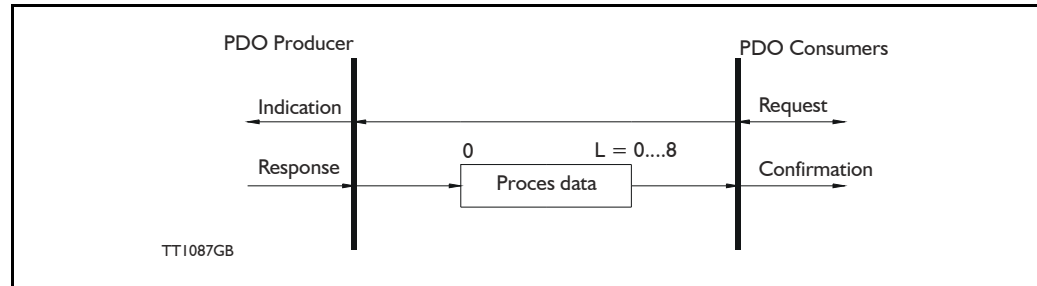 PDO Producer
PDO Consumers
Indication
Request
0
L = 0....8
Response
Proces data
Confirmation
TT1087GB